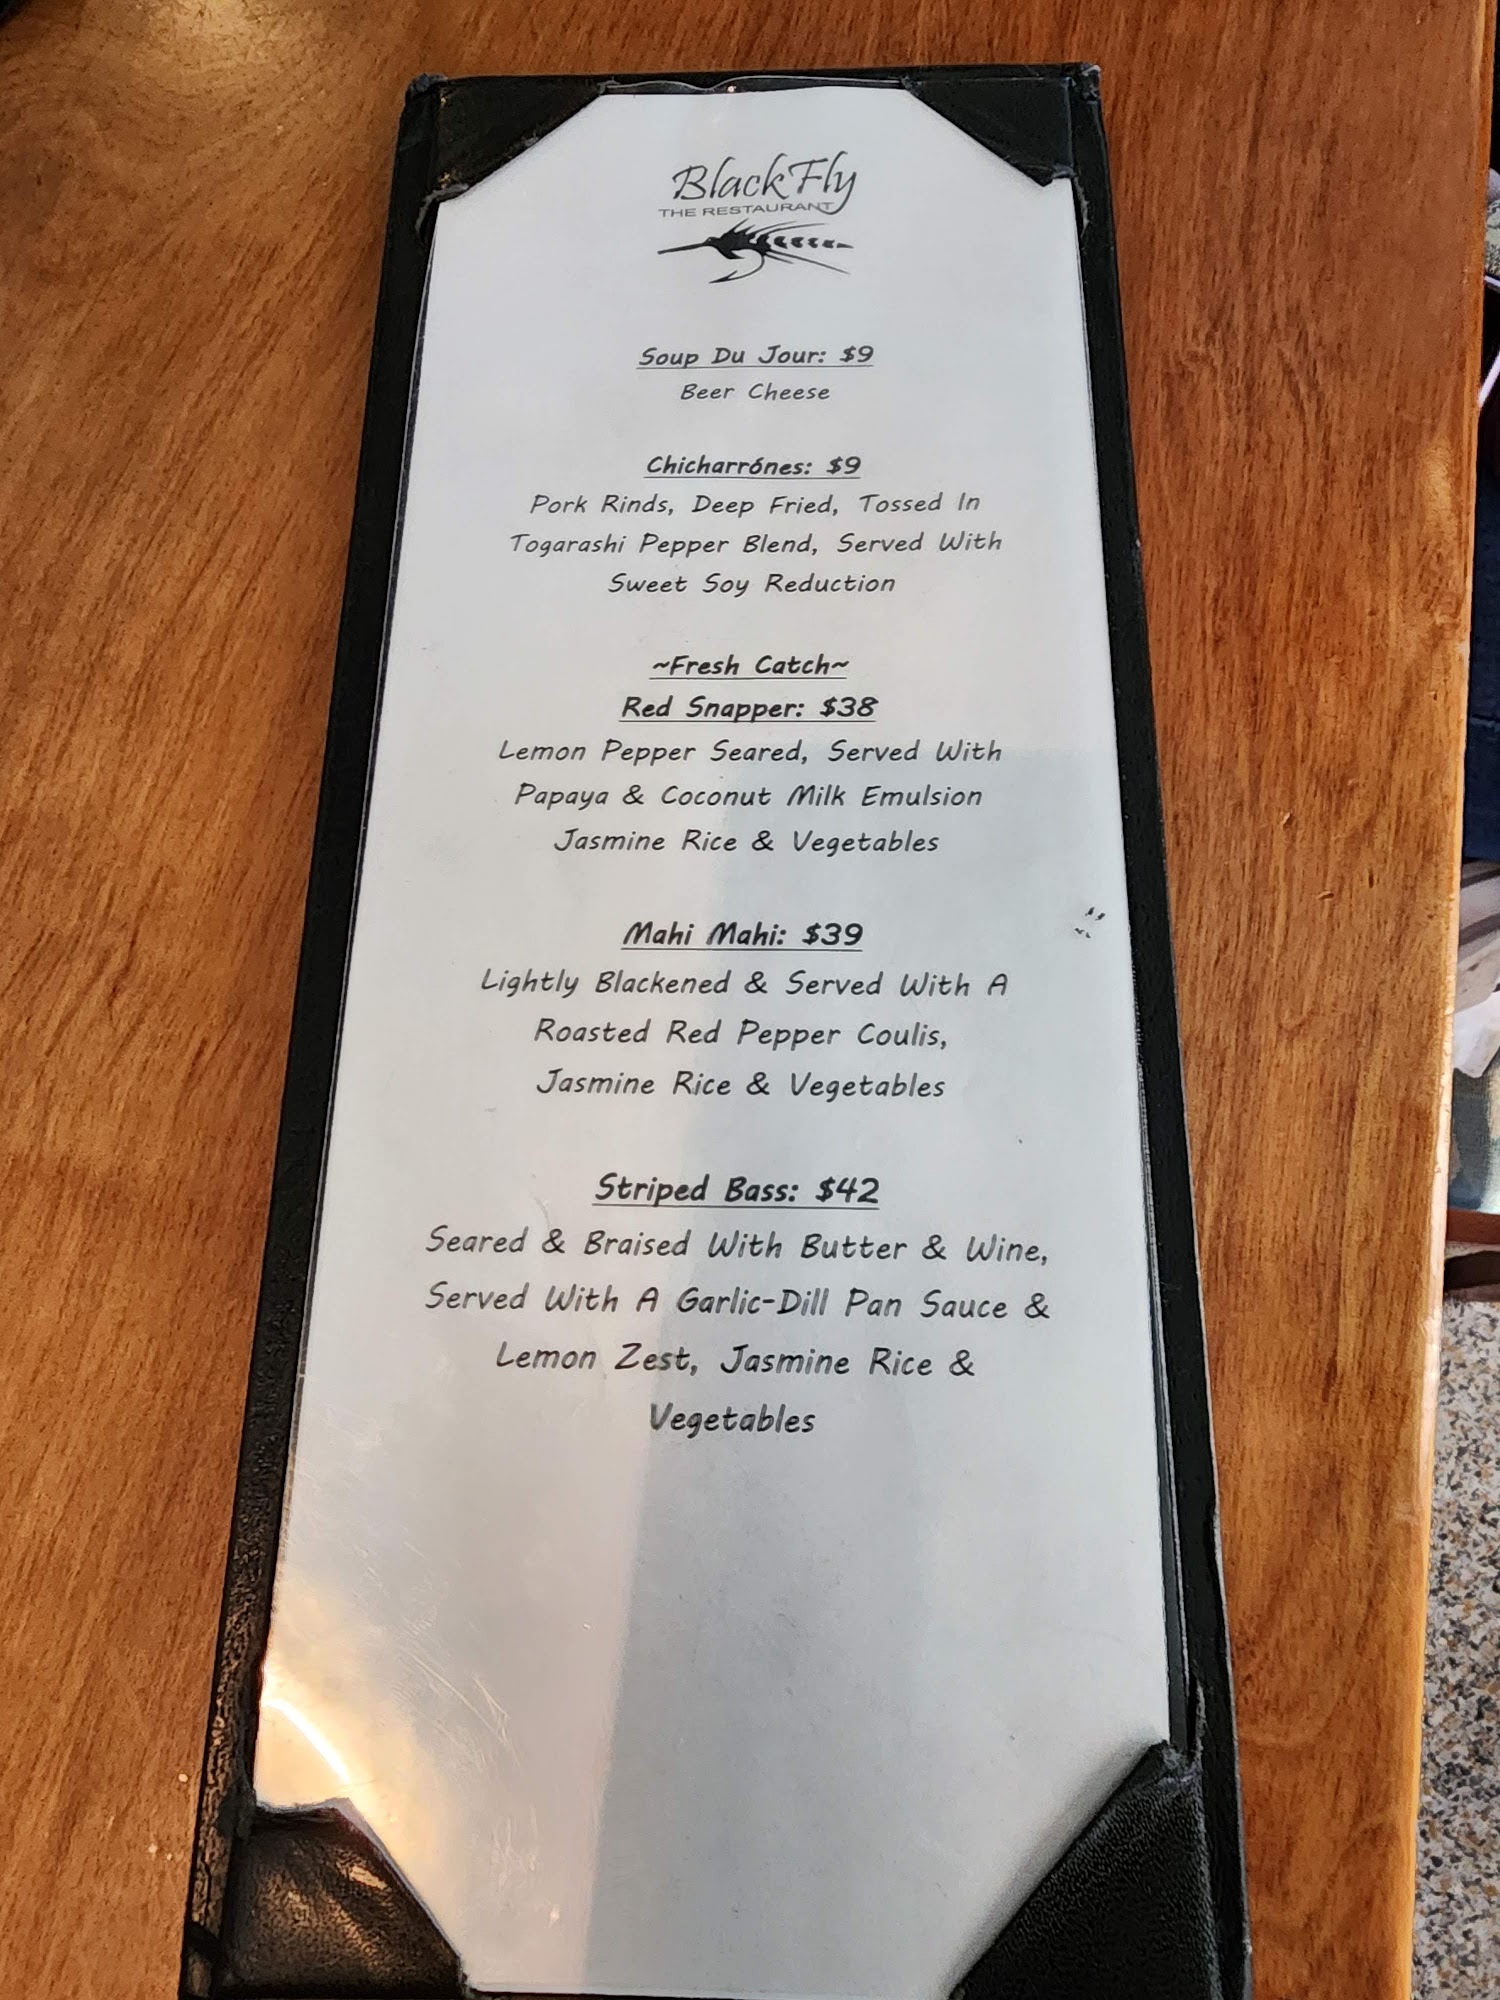 BlackFly
THE RESTAURANT
Soup Du Jour: $9
Beer Cheese
Chicharrónes: $9
Pork Rinds, Deep Fried, Tossed In
Togarashi Pepper Blend, Served With
Sweet Soy Reduction
~Fresh Catch~
Red Snapper: $38
Lemon Pepper Seared, Served With
Papaya & Coconut Milk Emulsion
Jasmine Rice & Vegetables
Mahi Mahi: $39
Lightly Blackened & Served With A
Roasted Red Pepper Coulis,
Jasmine Rice & Vegetables
Striped Bass: $42
Seared & Braised With Butter & Wine,
Served With A Garlic-Dill Pan Sauce &
Lemon Zest, Jasmine Rice &
Vegetables